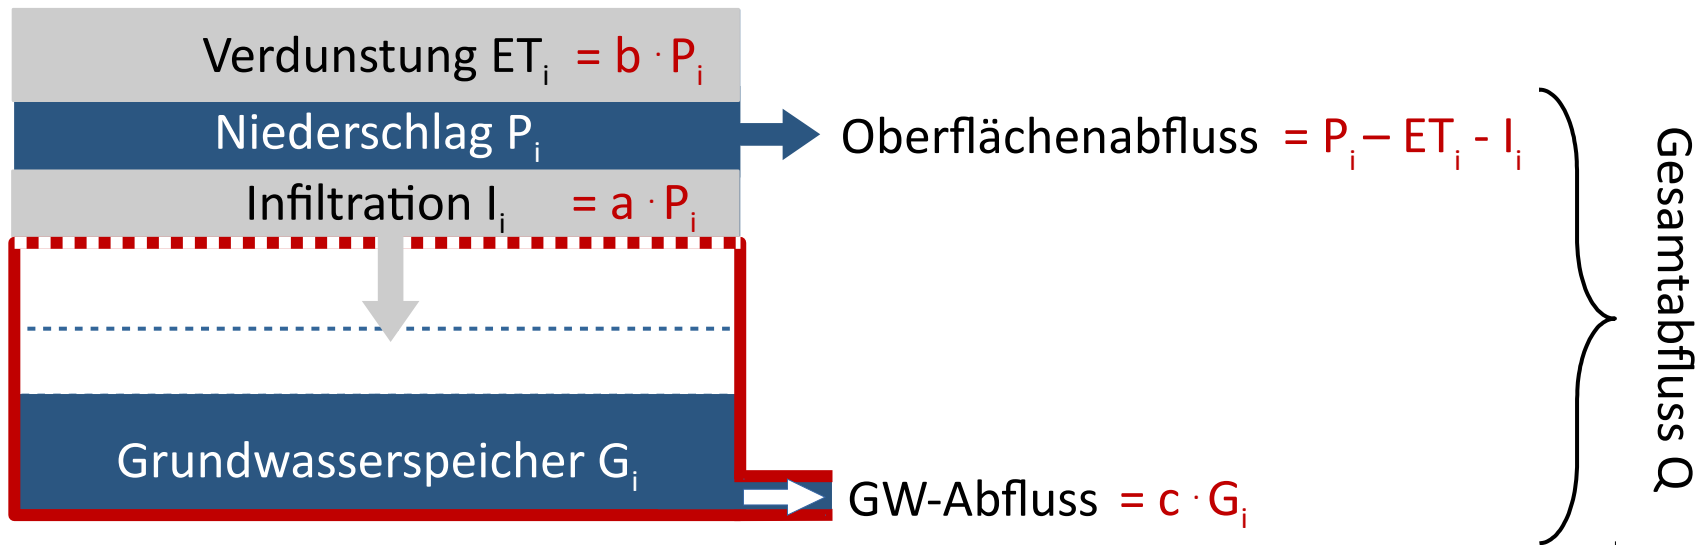 Verdunstung ETi = b · Pi
Niederschlag Pi
Oberflächenabfluss = Pi – ETi - Ii
Infiltration Ii = a · Pi
Grundwasserspeicher Gi
GW-Abfluss = c · Gi
Gesamtabfluss Q